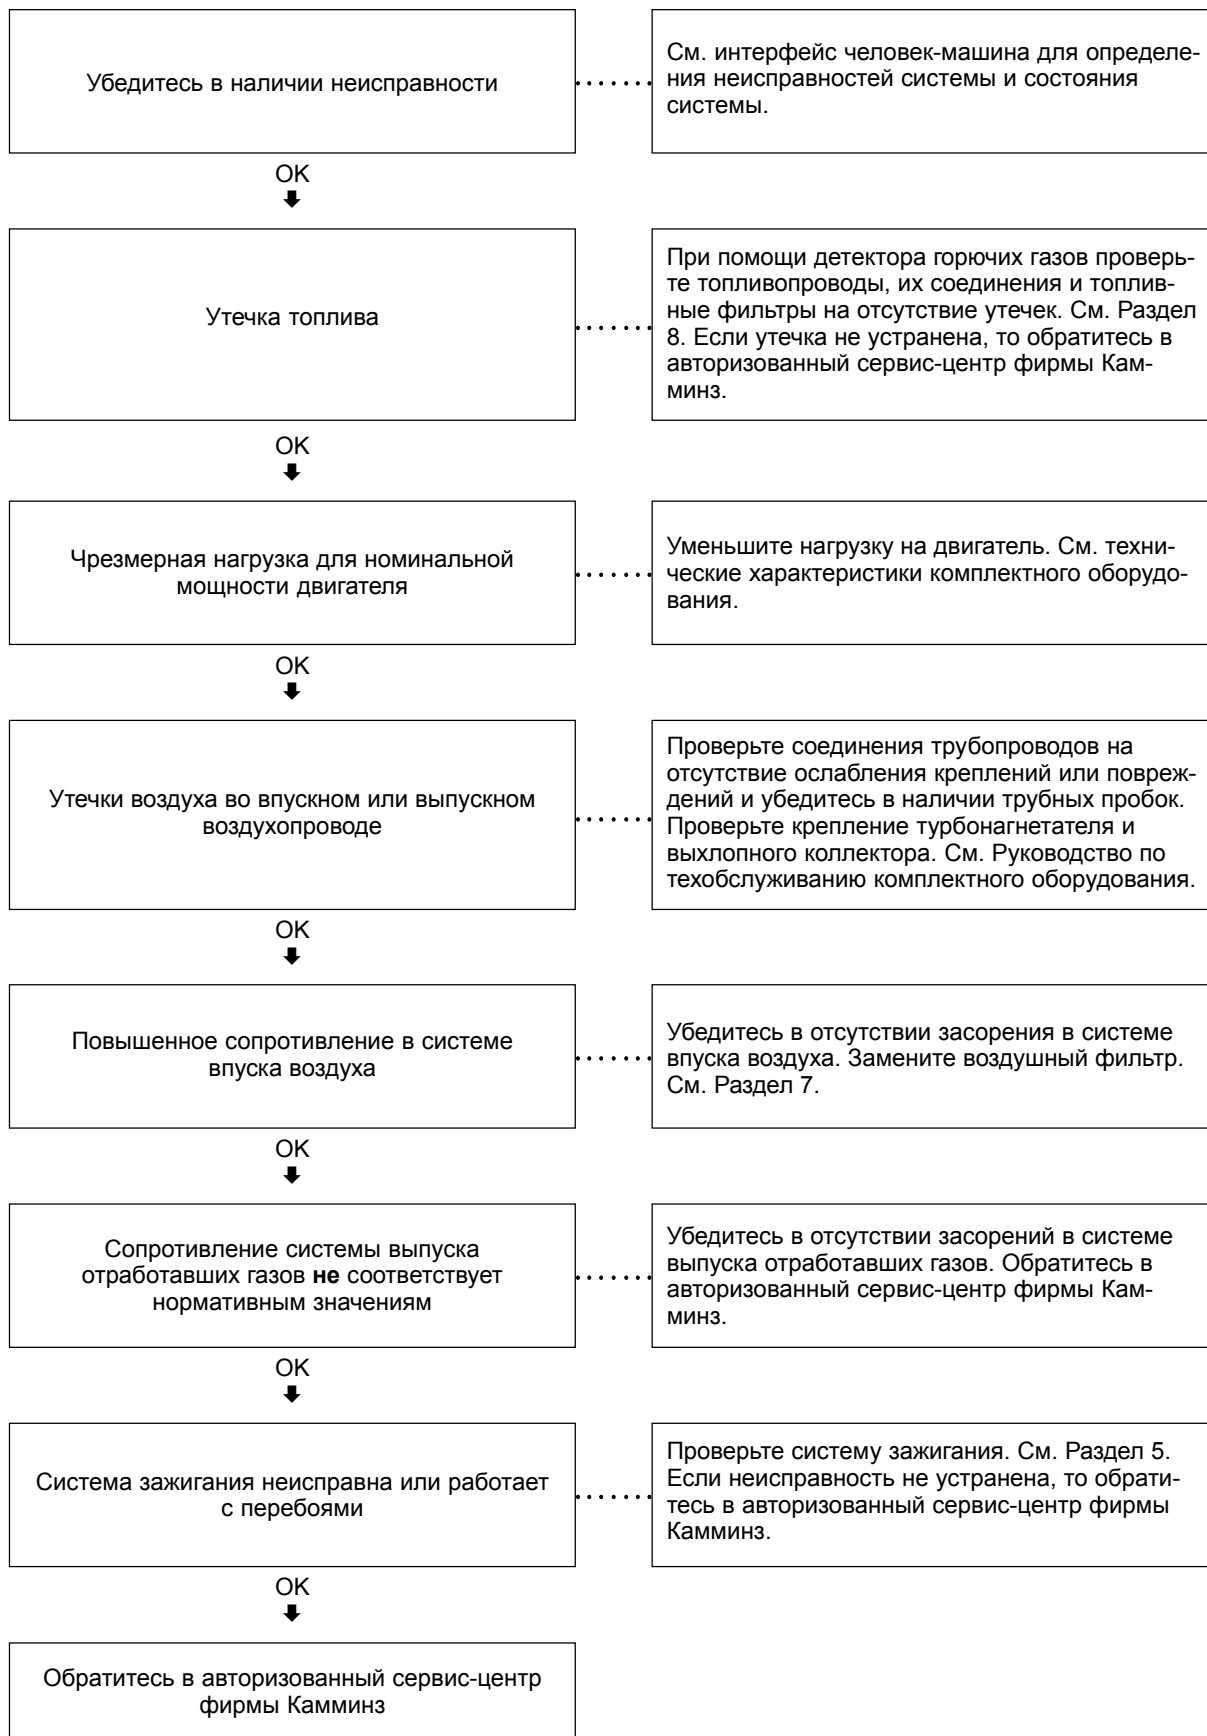 Убедитесь в наличии неисправности
См. интерфейс человек-машина для определе-
ния неисправностей системы и состояния
системы.
OK
Утечка топлива
При помощи детектора горючих газов проверь-
те топливопроводы, их соединения и топлив-
ные фильтры на отсутствие утечек. См. Раздел
8. Если утечка не устранена, то обратитесь в
авторизованный сервис-центр фирмы Кам-
минз.
OK
Чрезмерная нагрузка для номинальной
мощности двигателя
Уменьшите нагрузку на двигатель. См. техни-
ческие характеристики комплектного оборудо-
вания.
OK
Утечки воздуха во впускном или выпускном
воздухопроводе
Проверьте соединения трубопроводов на
отсутствие ослабления креплений или повреж-
дений и убедитесь в наличии трубных пробок.
Проверьте крепление турбонагнетателя и
выхлопного коллектора. См. Руководство по
техобслуживанию комплектного оборудования.
OK
Повышенное сопротивление в системе
впуска воздуха
Убедитесь в отсутствии засорения в системе
впуска воздуха. Замените воздушный фильтр.
См. Раздел 7.
OK
Сопротивление системы выпуска
отработавших газов не соответствует
нормативным значениям
Убедитесь в отсутствии засорений в системе
выпуска отработавших газов. Обратитесь в
авторизованный сервис-центр фирмы Кам-
минз.
OK
Система зажигания неисправна или работает
с перебоями
Проверьте систему зажигания. См. Раздел 5.
Если неисправность не устранена, то обрати-
тесь в авторизованный сервис-центр фирмы
Камминз.
OK
Обратитесь в авторизованный сервис-центр
фирмы Камминз